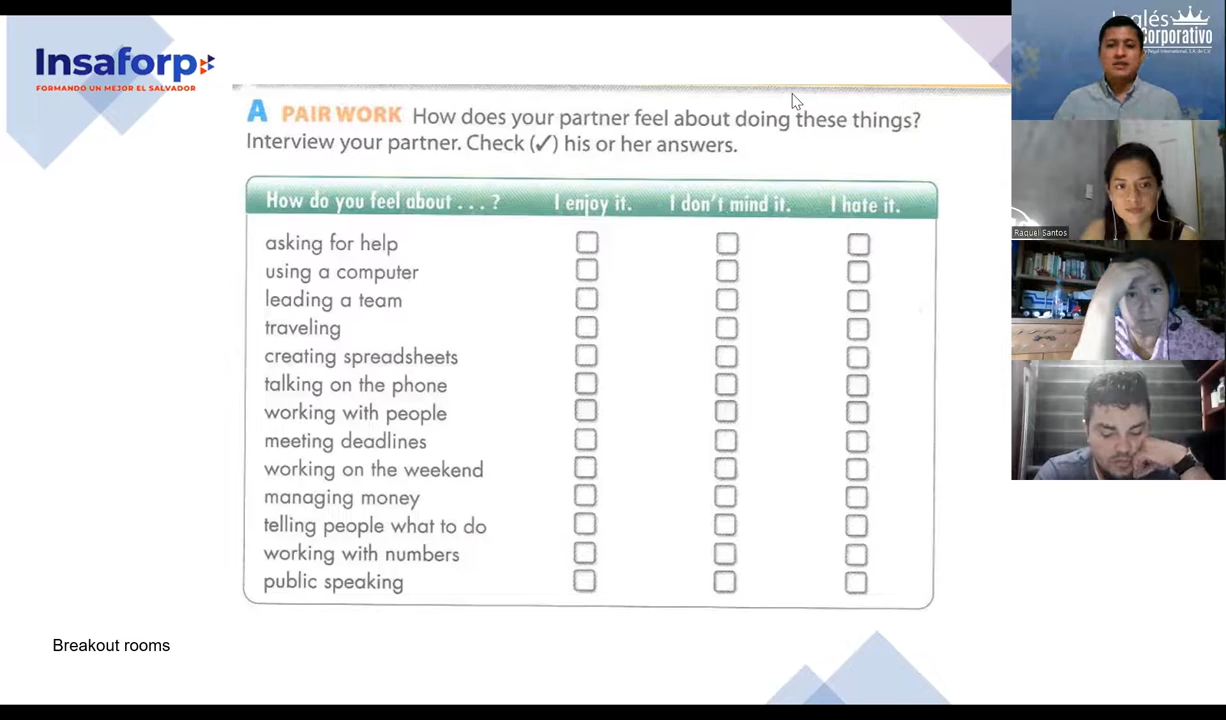 Insaforp
FORMANDO UN MEJOR EL SALVADOR
A PAIR WORK How does your partner feel about doing these things?
Interview your partner. Check (✓) his or her answers.
How do you feel about . . . ? I enjoy it. I don't mind it. I hate it.
asking for help
using a computer
leading a team
traveling
creating spreadsheets
talking on the phone
working with people
meeting deadlines
working on the weekend
managing money
telling people what to do
working with numbers
public speaking
Breakout rooms
Inglés
Corporativo
Raquel Santos